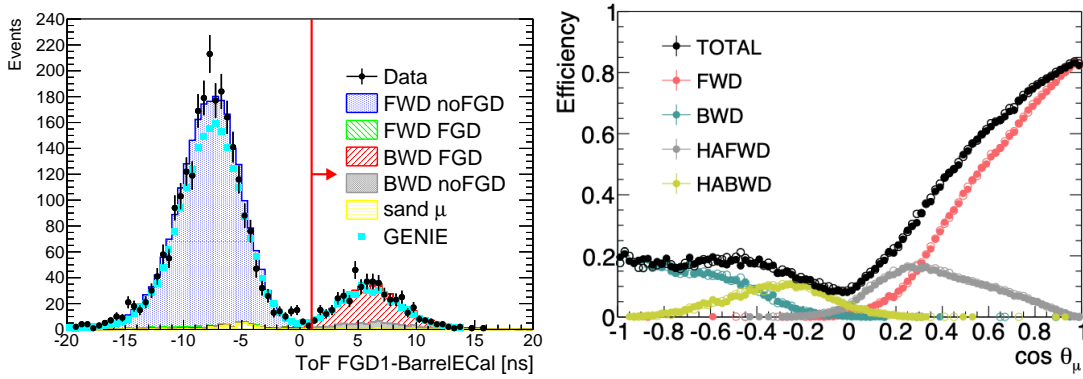 Events
240
220
200
180
160
140
120
100
80
60
40
20
0
-20 -15 -10 -5 0 5 10 15 20
ToF FGD1-BarrelECal [ns]
Data
FWD noFGD
FWD FGD
BWD FGD
BWD noFGD
sand μ
GENIE
Efficiency
1
0.8
0.6
0.4
0.2
0
-1 -0.8 -0.6 -0.4 -0.2 0 0.2 0.4 0.6 0.8 1
cos θμ
TOTAL
FWD
BWD
HAFWD
HABWD